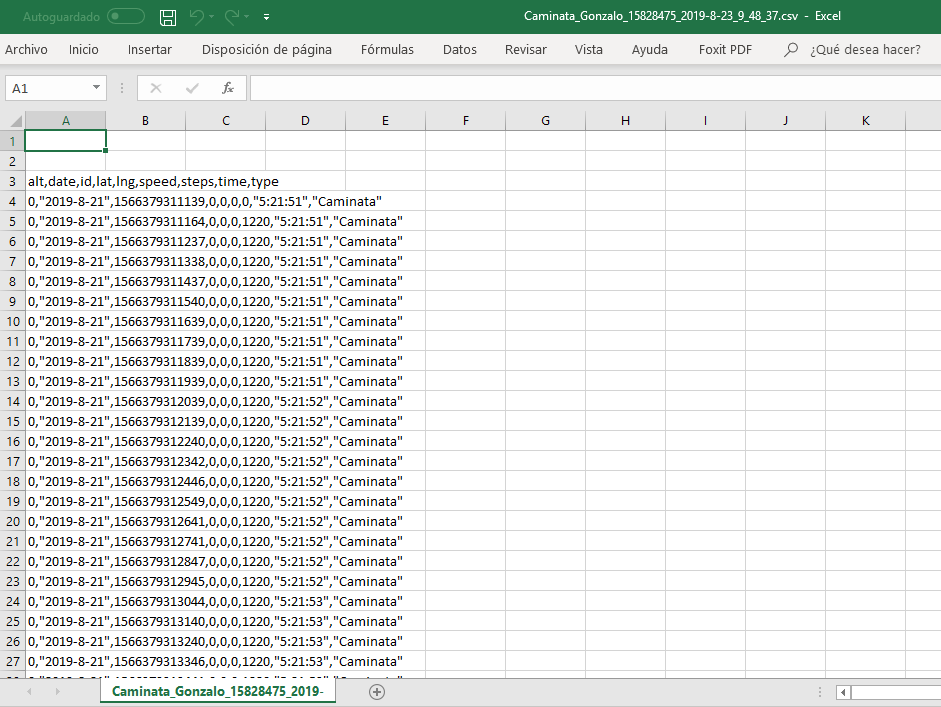 Autoguardado
Caminata_Gonzalo_15828475_2019-8-23_9_48_37.csv - Excel
Archivo Inicio Insertar Disposición de página Fórmulas Datos Revisar Vista Ayuda Foxit PDF ¿Qué desea hacer?
A1 fx
A B C D E F G H I J K
1
2
3 alt,date,id,lat,lng,speed,steps,time,type
4 0,"2019-8-21",1566379311139,0,0,0,0,"5:21:51","Caminata"
5 0,"2019-8-21",1566379311164,0,0,0,1220,"5:21:51","Caminata"
6 0,"2019-8-21",1566379311237,0,0,0,1220,"5:21:51","Caminata"
7 0,"2019-8-21",1566379311338,0,0,0,1220,"5:21:51","Caminata"
8 0,"2019-8-21",1566379311437,0,0,0,1220,"5:21:51","Caminata"
9 0,"2019-8-21",1566379311540,0,0,0,1220,"5:21:51","Caminata"
10 0,"2019-8-21",1566379311639,0,0,0,1220,"5:21:51","Caminata"
11 0,"2019-8-21",1566379311739,0,0,0,1220,"5:21:51","Caminata"
12 0,"2019-8-21",1566379311839,0,0,0,1220,"5:21:51","Caminata"
13 0,"2019-8-21",1566379311939,0,0,0,1220,"5:21:51","Caminata"
14 0,"2019-8-21",1566379312039,0,0,0,1220,"5:21:52","Caminata"
15 0,"2019-8-21",1566379312139,0,0,0,1220,"5:21:52","Caminata"
16 0,"2019-8-21",1566379312240,0,0,0,1220,"5:21:52","Caminata"
17 0,"2019-8-21",1566379312342,0,0,0,1220,"5:21:52","Caminata"
18 0,"2019-8-21",1566379312446,0,0,0,1220,"5:21:52","Caminata"
19 0,"2019-8-21",1566379312549,0,0,0,1220,"5:21:52","Caminata"
20 0,"2019-8-21",1566379312641,0,0,0,1220,"5:21:52","Caminata"
21 0,"2019-8-21",1566379312741,0,0,0,1220,"5:21:52","Caminata"
22 0,"2019-8-21",1566379312847,0,0,0,1220,"5:21:52","Caminata"
23 0,"2019-8-21",1566379312945,0,0,0,1220,"5:21:52","Caminata"
24 0,"2019-8-21",1566379313044,0,0,0,1220,"5:21:53","Caminata"
25 0,"2019-8-21",1566379313140,0,0,0,1220,"5:21:53","Caminata"
26 0,"2019-8-21",1566379313240,0,0,0,1220,"5:21:53","Caminata"
27 0,"2019-8-21",1566379313346,0,0,0,1220,"5:21:53","Caminata"
Caminata_Gonzalo_15828475_2019-